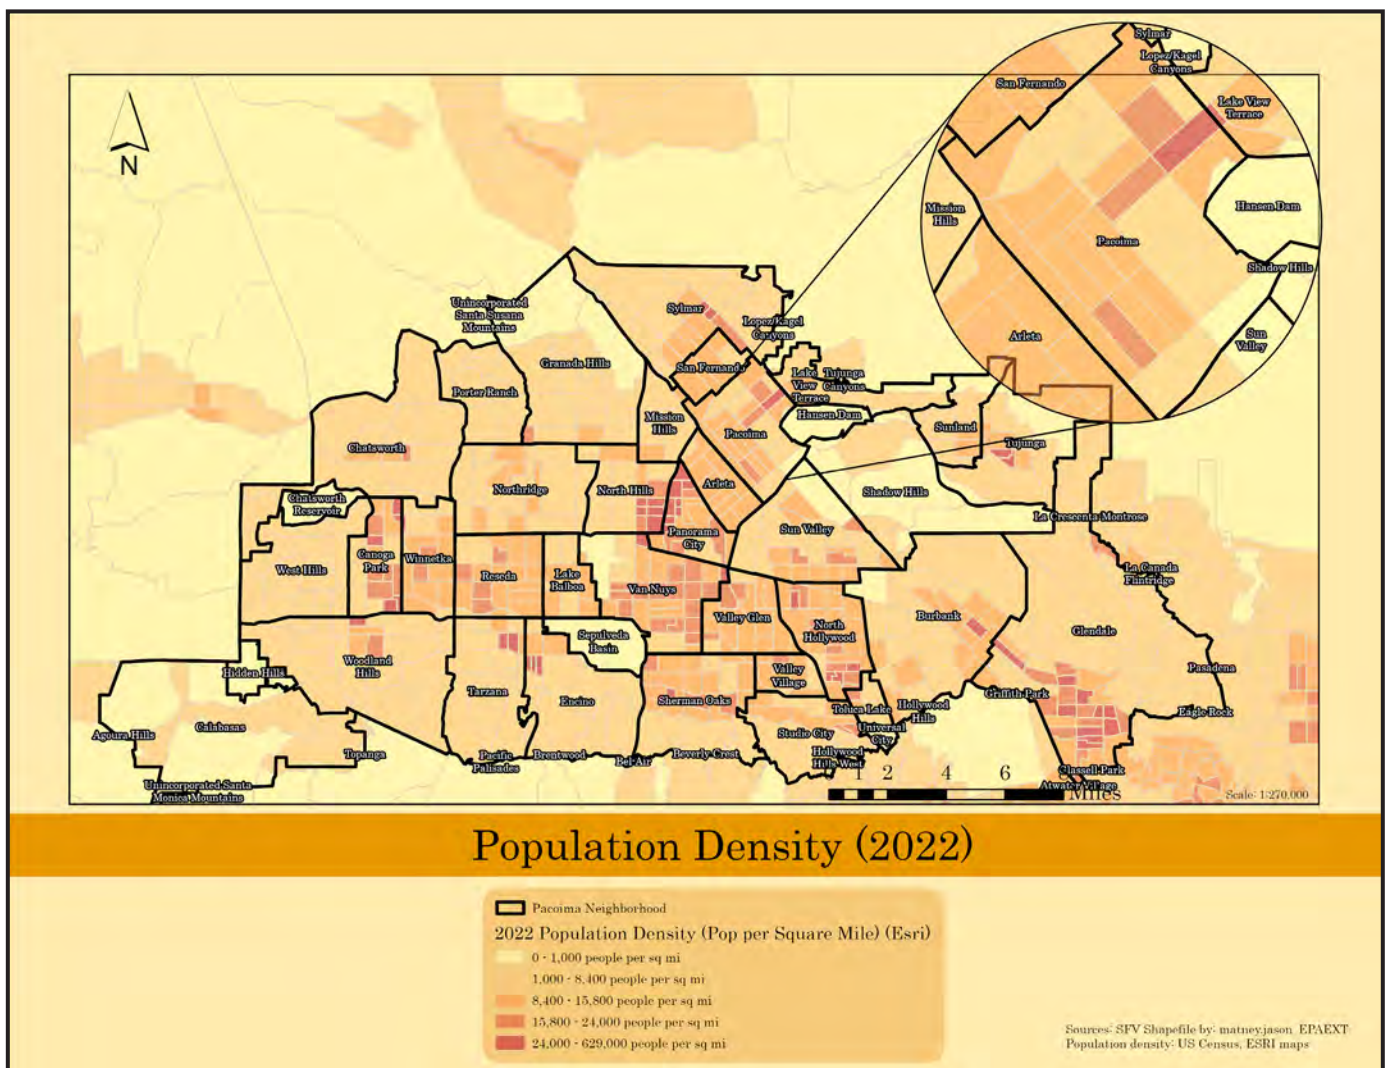 Sylmar
Lopez/Kagel
Canyons
San Fernando
Lake View
Terrace
Mission
Hills
Hansen Dam
Pacoima
Shadow Hills
Sun
Valley
Arleta
N
Unincorporated
Santa Susana
Mountains
Sylmar
Lopez/Kagel
Canyons
Granada Hills
San Fernando
Lake
View
Terrace
Tujunga
Canyons
Porter Ranch
Hansen Dam
Mission
Hills
Pacoima
Sunland
Tujunga
Chatsworth
Northridge
North Hills
Arleta
Shadow Hills
Chatsworth
Reservoir
La Crescenta-Montrose
Panorama
City
Sun Valley
Canoga
Park
Winnetka
West Hills
Reseda
Lake
Balboa
Van Nuys
La Canada
Flintridge
Valley Glen
North
Hollywood
Burbank
Glendale
Sepulveda
Basin
Woodland
Hills
Hidden Hills
Valley
Village
Pasadena
Tarzana
Encino
Sherman Oaks
Griffith Park
Toluca Lake
Hollywood
Hills
Eagle Rock
Calabasas
Agoura Hills
Studio City
Universal
City
Topanga
Pacific
Palisades
Brentwood
Bel-Air
Beverly Crest
Hollywood
Hills West
Glassell Park
Unincorporated Santa
Monica Mountains
Atwater Village
1 2 4 6
Miles
Scale: 1:270,000
Population Density (2022)
Pacoima Neighborhood
2022 Population Density (Pop per Square Mile) (Esri)
0 - 1,000 people per sq mi
1,000 - 8,400 people per sq mi
8,400 - 15,800 people per sq mi
15,800 - 24,000 people per sq mi
24,000 - 629,000 people per sq mi
Sources: SFV Shapefile by: matney.jason_EPAEXT
Population density: US Census, ESRI maps